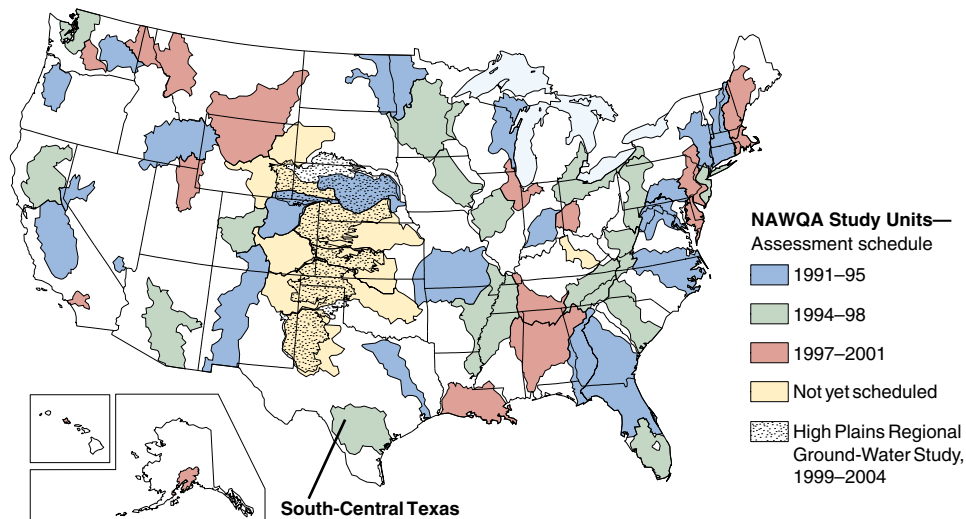 NAWQA Study Units—
Assessment schedule
1991–95
1994–98
1997–2001
Not yet scheduled
High Plains Regional
Ground-Water Study,
1999–2004
South-Central Texas